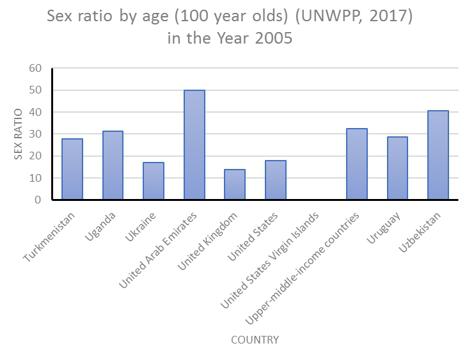 Sex ratio by age (100 year olds) (UNWPP, 2017)
in the Year 2005
SEX RATIO
60
50
40
30
20
10
0
Turkmenistan
Uganda
Ukraine
United Arab Emirates
United Kingdom
United States
United States Virgin Islands
Upper-middle-income countries
Uruguay
Uzbekistan
COUNTRY